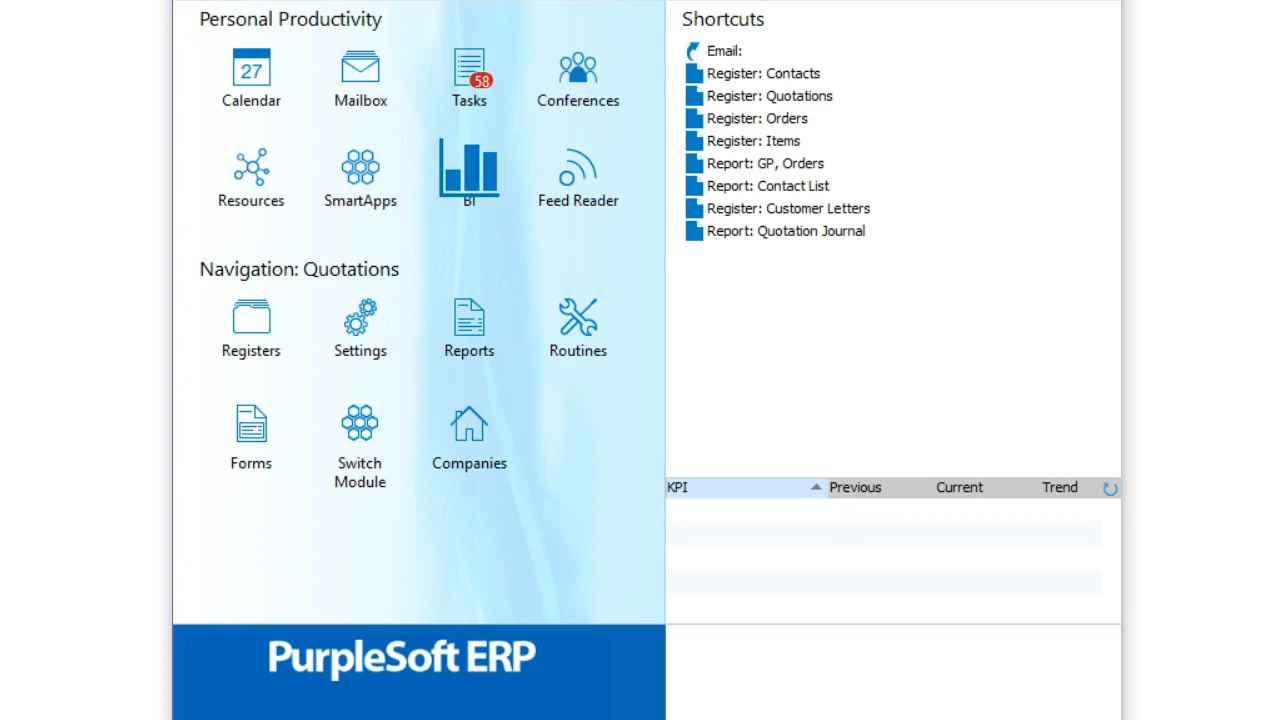 Personal Productivity
27
Calendar
Mailbox
58
Tasks
Conferences
Resources
SmartApps
BI
Feed Reader
Navigation: Quotations
Registers
Settings
Reports
Routines
Forms
Switch
Module
Companies
PurpleSoft ERP
Shortcuts
Email:
Register: Contacts
Register: Quotations
Register: Orders
Register: Items
Report: GP, Orders
Report: Contact List
Register: Customer Letters
Report: Quotation Journal
KPI Previous Current Trend